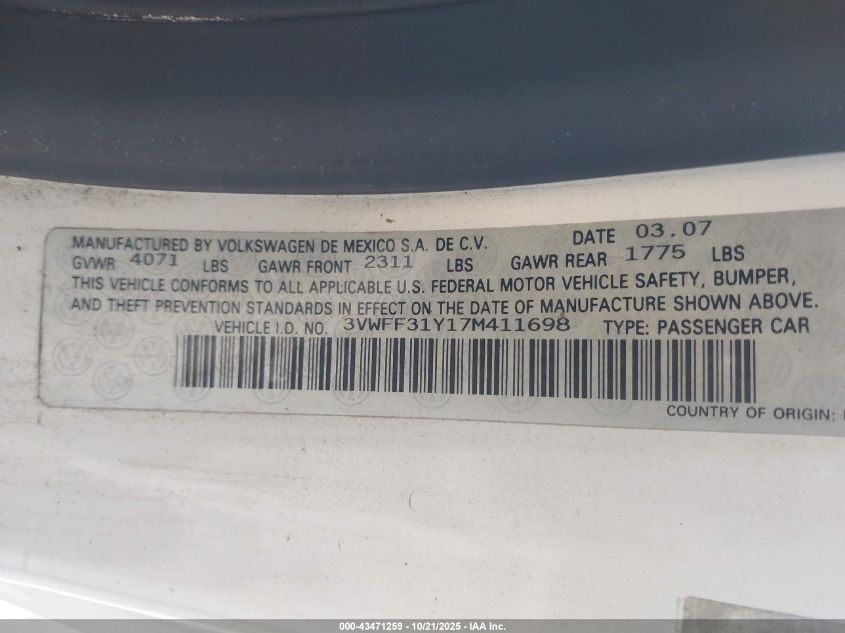 MANUFACTURED BY VOLKSWAGEN DE MEXICO S.A. DE C.V. DATE 03.07
GVWR 4071 LBS GAWR FRONT 2311 LBS GAWR REAR 1775 LBS
THIS VEHICLE CONFORMS TO ALL APPLICABLE U.S. FEDERAL MOTOR VEHICLE SAFETY, BUMPER,
AND THEFT PREVENTION STANDARDS IN EFFECT ON THE DATE OF MANUFACTURE SHOWN ABOVE.
VEHICLE I.D. NO. 3VWFF31Y17M411698 TYPE: PASSENGER CAR
COUNTRY OF ORIGIN:
000-43471259 - 10/21/2025 - IAA Inc.